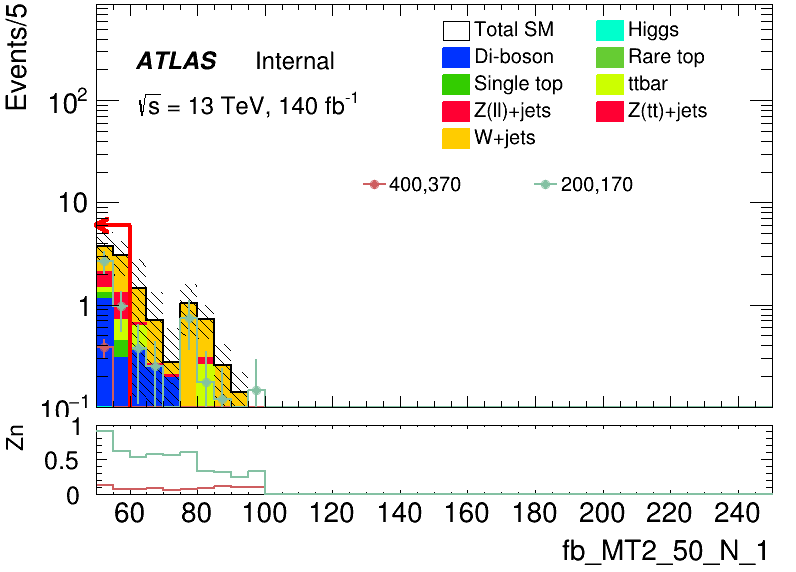 Events/5
ATLAS Internal
√s = 13 TeV, 140 fb⁻¹
Total SM Higgs
Di-boson Rare top
Single top ttbar
Z(ll)+jets Z(tt)+jets
W+jets
400,370 200,170
10²
10
1
10⁻¹
Zn
1
0.5
0
60 80 100 120 140 160 180 200 220 240
fb_MT2_50_N_1